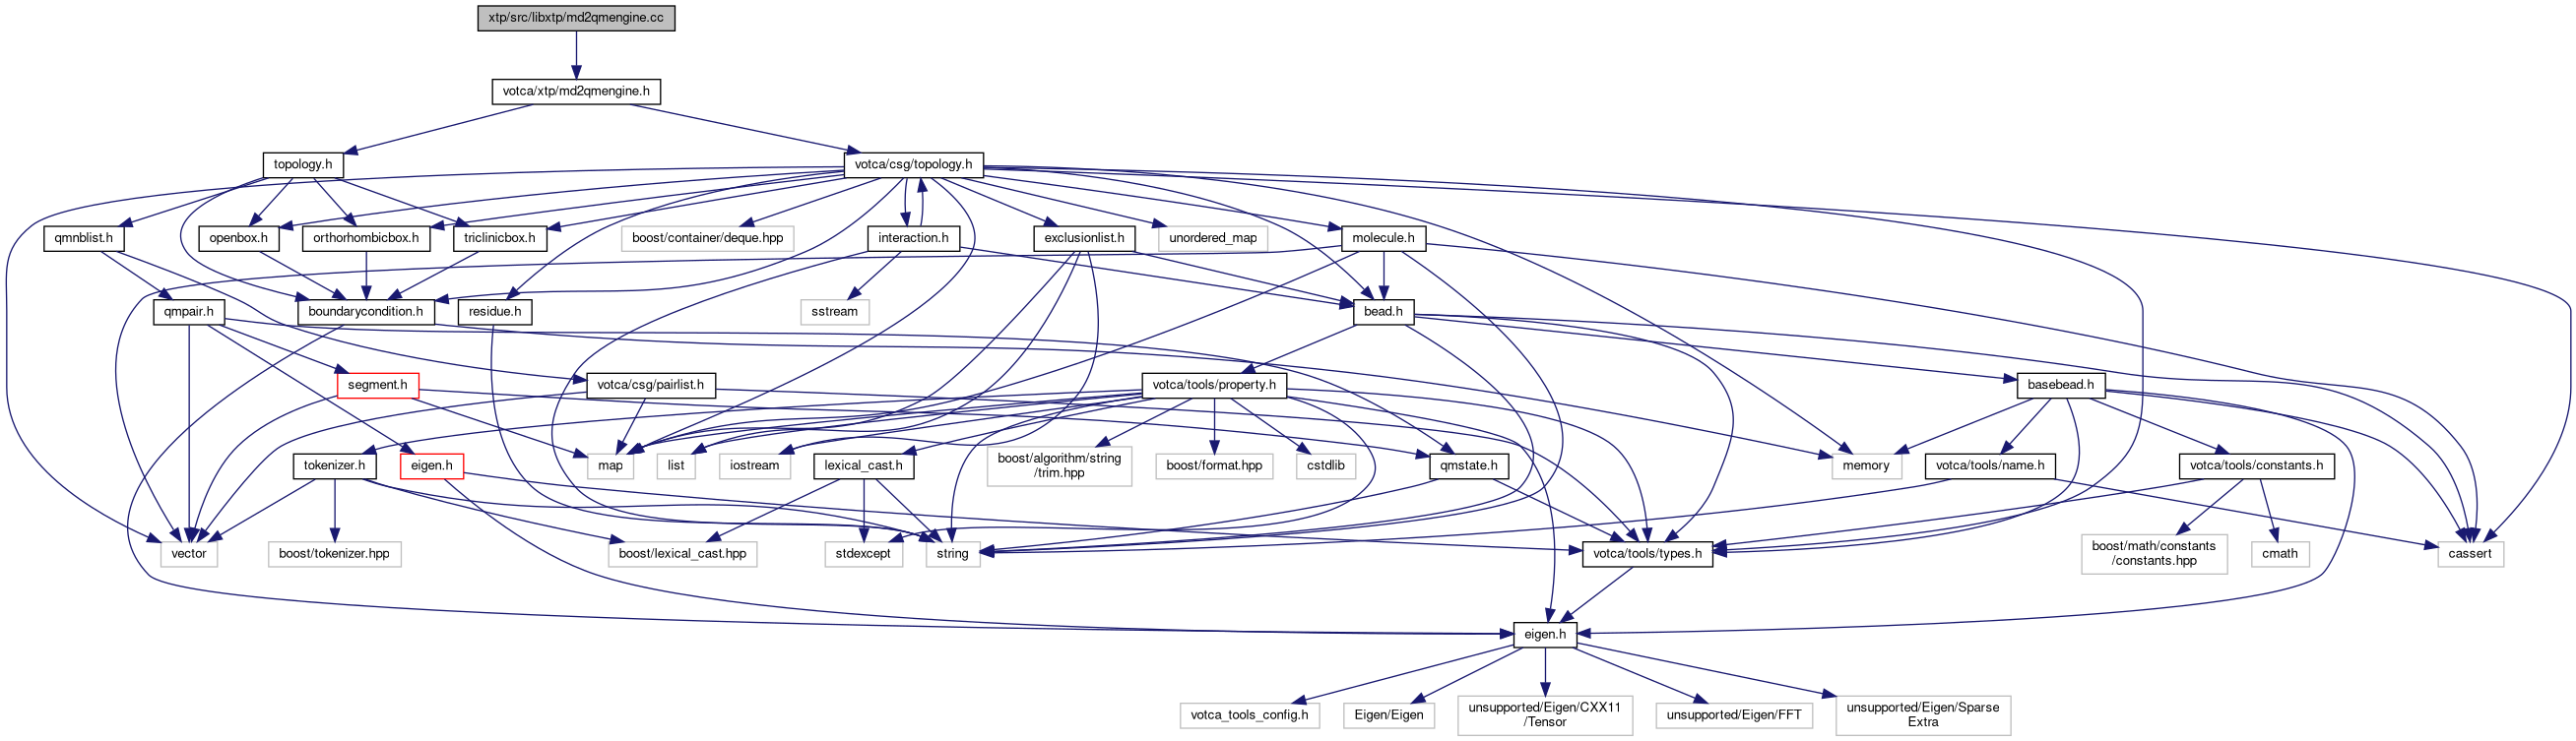 xtp/src/libxtp/md2qmengine.cc
votca/xtp/md2qmengine.h
topology.h
votca/csg/topology.h
qmnblist.h
openbox.h
orthorhombicbox.h
triclinicbox.h
boost/container/deque.hpp
interaction.h
exclusionlist.h
unordered_map
molecule.h
qmpair.h
boundarycondition.h
residue.h
sstream
bead.h
segment.h
votca/csg/pairlist.h
votca/tools/property.h
basebead.h
tokenizer.h
eigen.h
map
list
iostream
lexical_cast.h
boost/algorithm/string
/trim.hpp
boost/format.hpp
cstdlib
qmstate.h
memory
votca/tools/name.h
votca/tools/constants.h
vector
boost/tokenizer.hpp
boost/lexical_cast.hpp
stdexcept
string
votca/tools/types.h
boost/math/constants
/constants.hpp
cmath
cassert
eigen.h
votca_tools_config.h
Eigen/Eigen
unsupported/Eigen/CXX11
/Tensor
unsupported/Eigen/FFT
unsupported/Eigen/Sparse
Extra